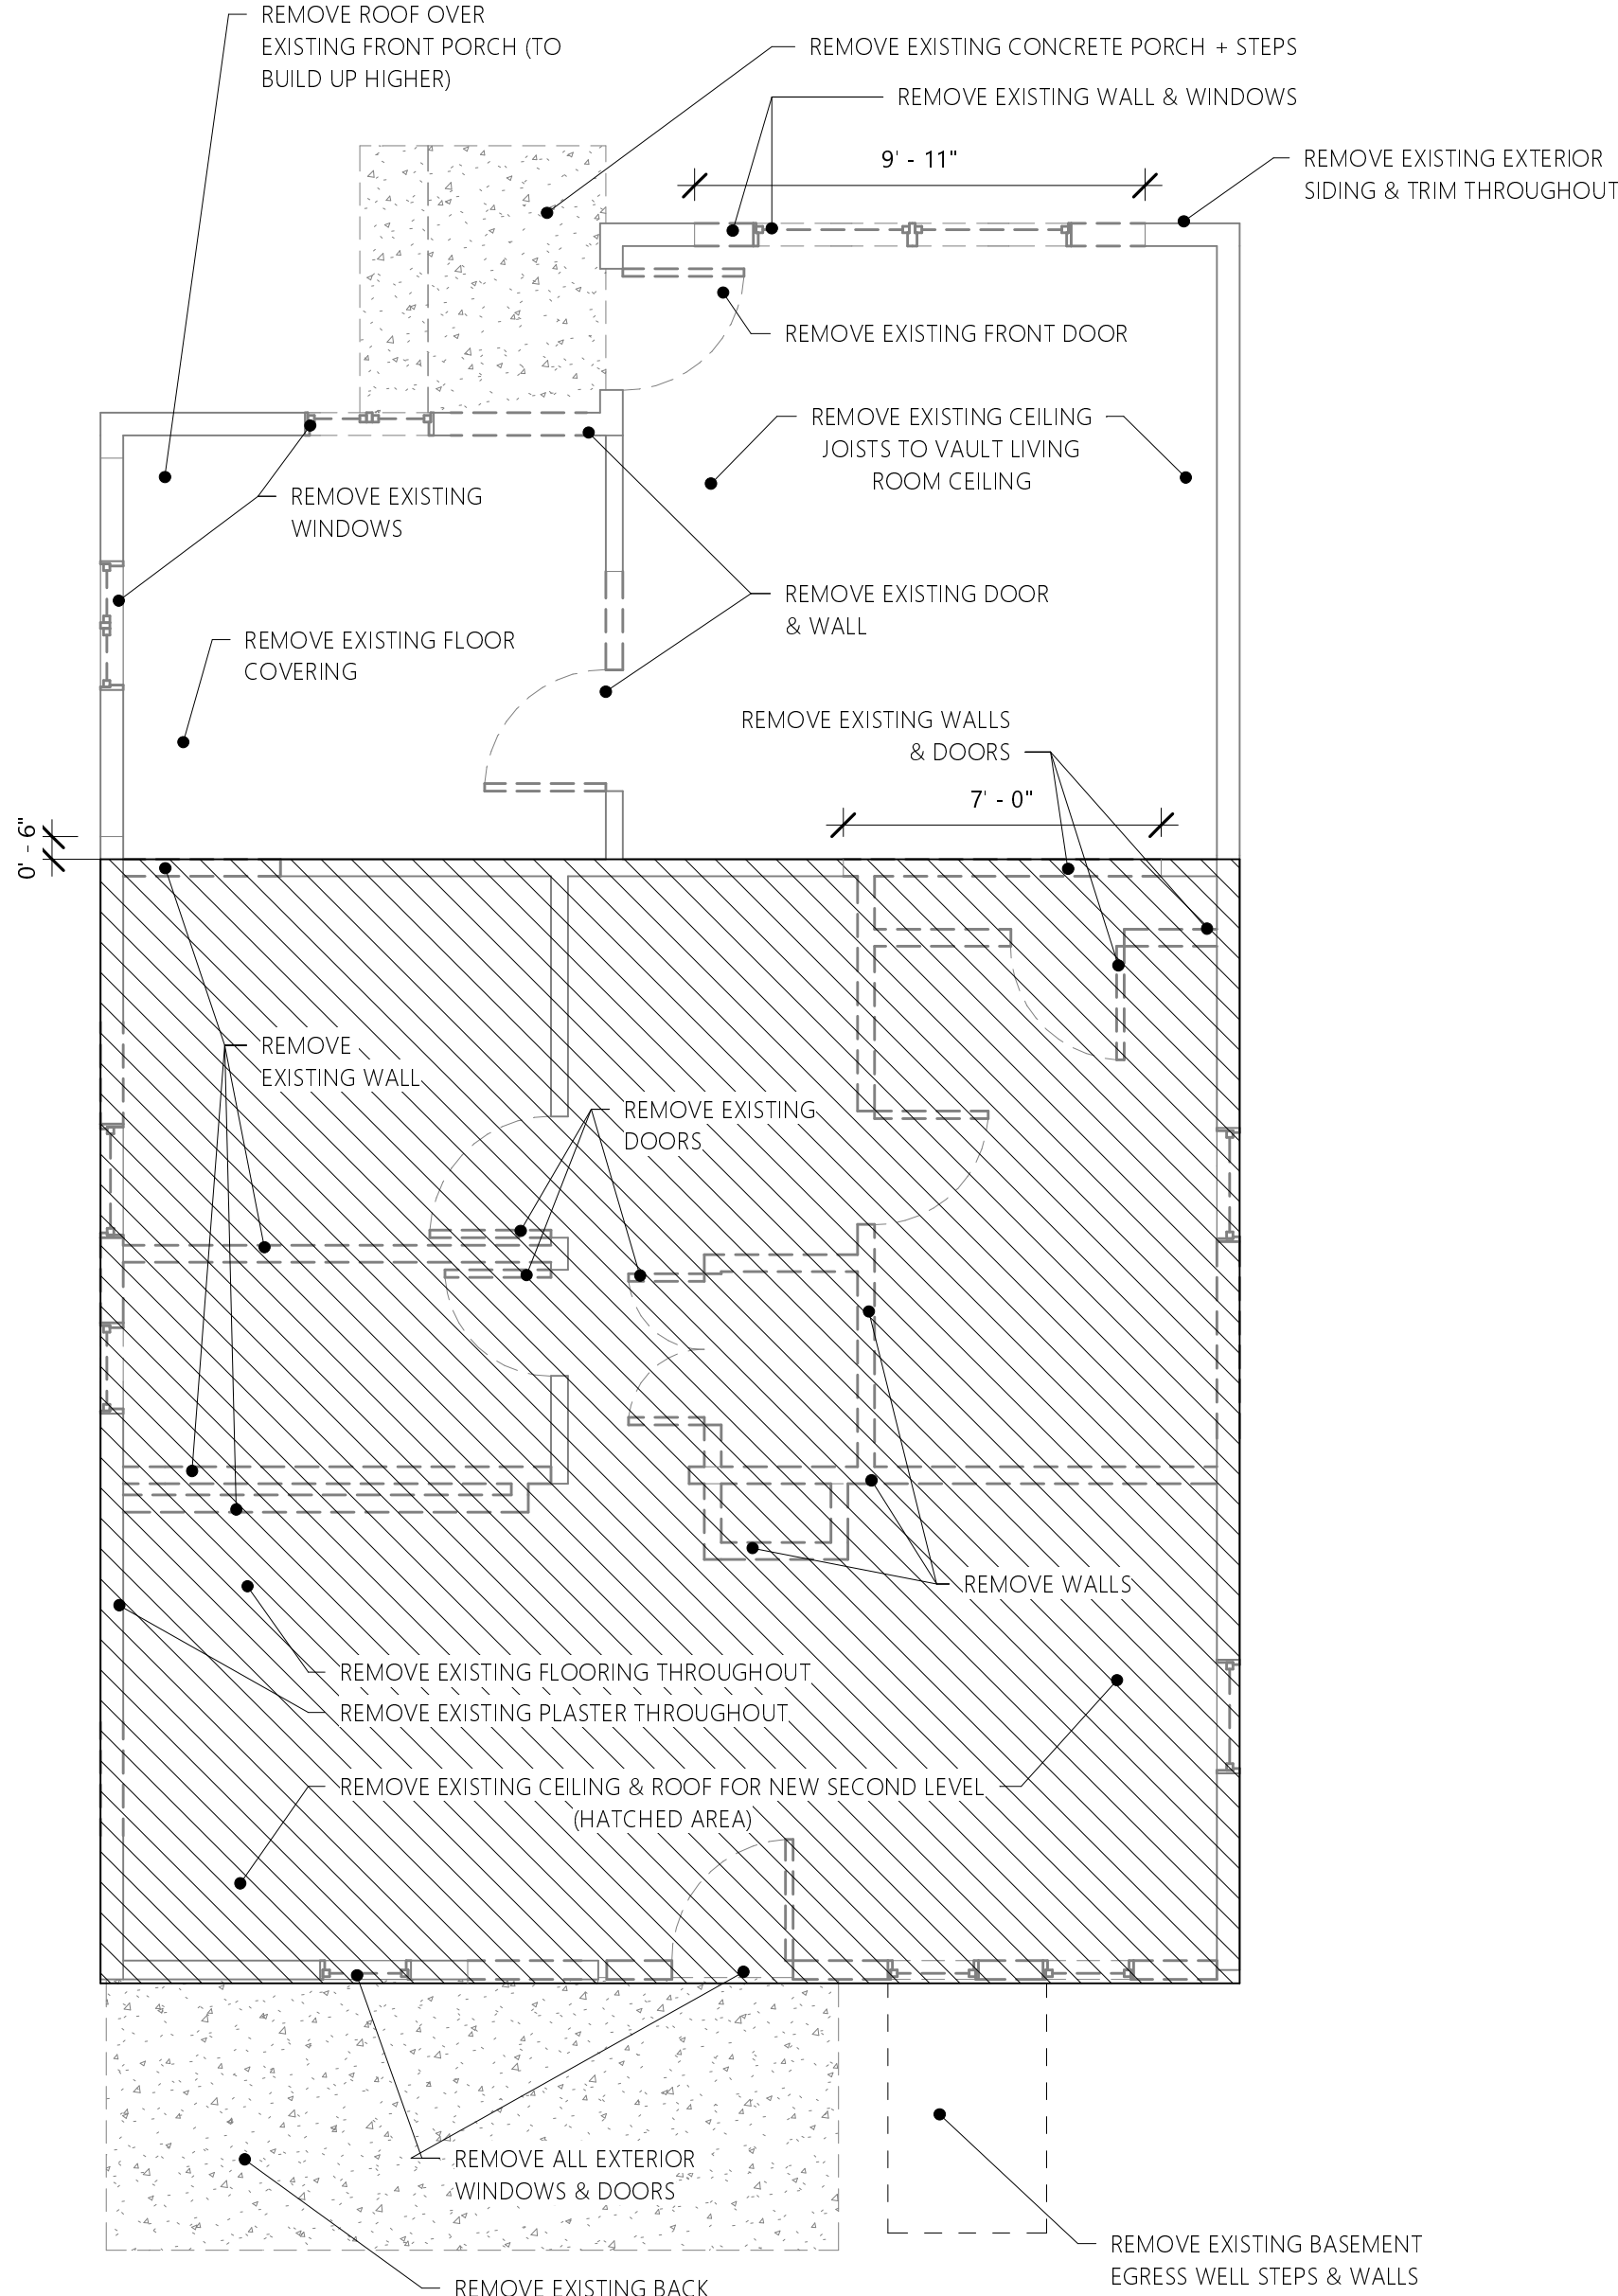 REMOVE ROOF OVER
EXISTING FRONT PORCH (TO
BUILD UP HIGHER)
REMOVE EXISTING CONCRETE PORCH + STEPS
REMOVE EXISTING WALL & WINDOWS
9' - 11"
REMOVE EXISTING EXTERIOR
SIDING & TRIM THROUGHOUT
REMOVE EXISTING FRONT DOOR
REMOVE EXISTING CEILING
JOISTS TO VAULT LIVING
ROOM CEILING
REMOVE EXISTING
WINDOWS
REMOVE EXISTING DOOR
& WALL
REMOVE EXISTING FLOOR
COVERING
REMOVE EXISTING WALLS
& DOORS
7' - 0"
0' - 6"
REMOVE
EXISTING WALL
REMOVE EXISTING
DOORS
REMOVE WALLS
REMOVE EXISTING FLOORING THROUGHOUT
REMOVE EXISTING PLASTER THROUGHOUT
REMOVE EXISTING CEILING & ROOF FOR NEW SECOND LEVEL
(HATCHED AREA)
REMOVE ALL EXTERIOR
WINDOWS & DOORS
REMOVE EXISTING BASEMENT
EGRESS WELL STEPS & WALLS
REMOVE EXISTING BACK